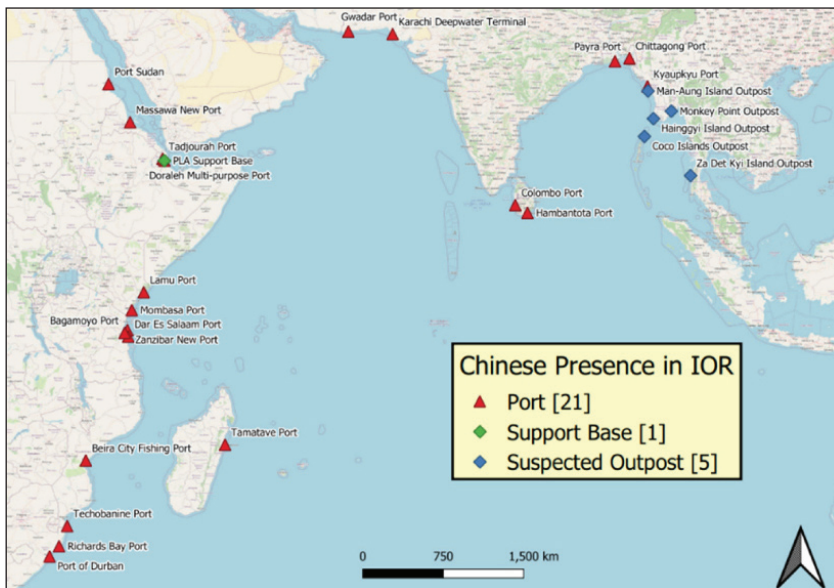 Gwadar Port
Karachi Deepwater Terminal
Payra Port
Chittagong Port
Port Sudan
Kyaupkyu Port
Man-Aung Island Outpost
Massawa New Port
Monkey Point Outpost
Hainggyi Island Outpost
Tadjourah Port
PLA Support Base
Coco Islands Outpost
Doraleh Multi-purpose Port
Za Det Kyi Island Outpost
Colombo Port
Hambantota Port
Lamu Port
Mombasa Port
Bagamoyo Port
Dar Es Salaam Port
Zanzibar New Port
Chinese Presence in IOR
Port [21]
Support Base [1]
Suspected Outpost [5]
Tamatave Port
Beira City Fishing Port
Techobanine Port
Richards Bay Port
Port of Durban
0 750 1,500 km